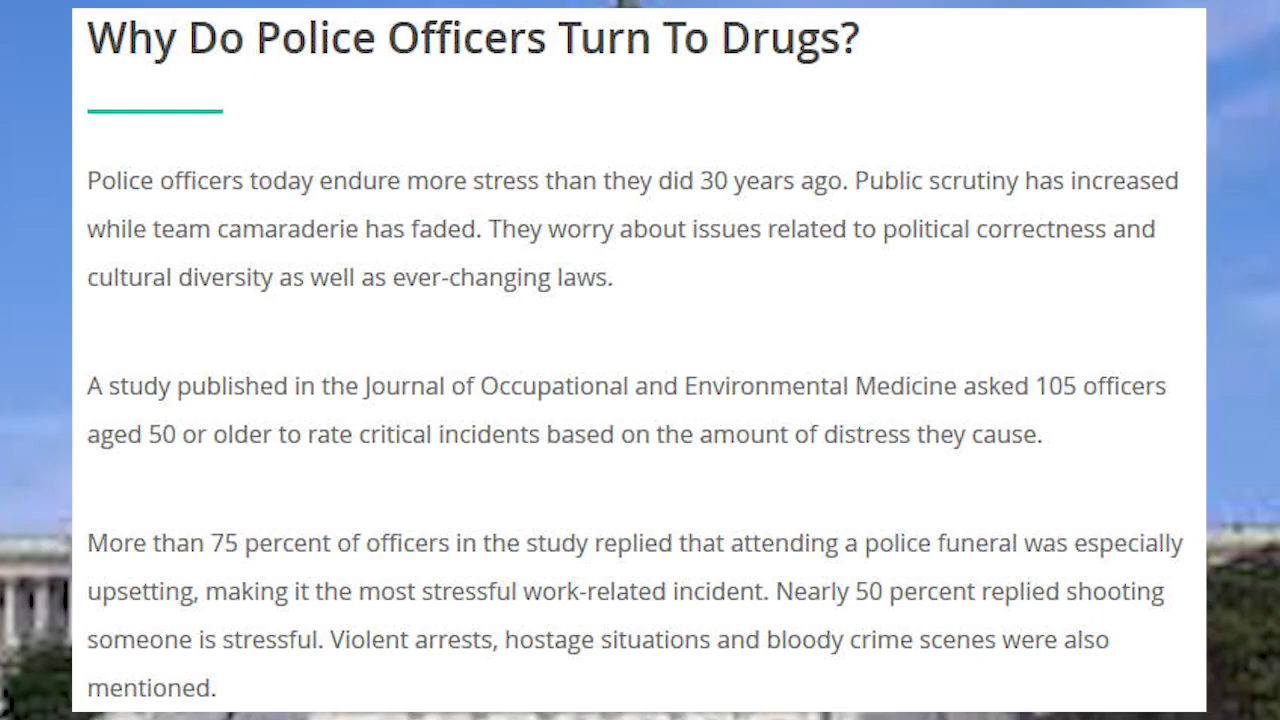 Why Do Police Officers Turn To Drugs?
Police officers today endure more stress than they did 30 years ago. Public scrutiny has increased
while team camaraderie has faded. They worry about issues related to political correctness and
cultural diversity as well as ever-changing laws.
A study published in the Journal of Occupational and Environmental Medicine asked 105 officers
aged 50 or older to rate critical incidents based on the amount of distress they cause.
More than 75 percent of officers in the study replied that attending a police funeral was especially
upsetting, making it the most stressful work-related incident. Nearly 50 percent replied shooting
someone is stressful. Violent arrests, hostage situations and bloody crime scenes were also
mentioned.